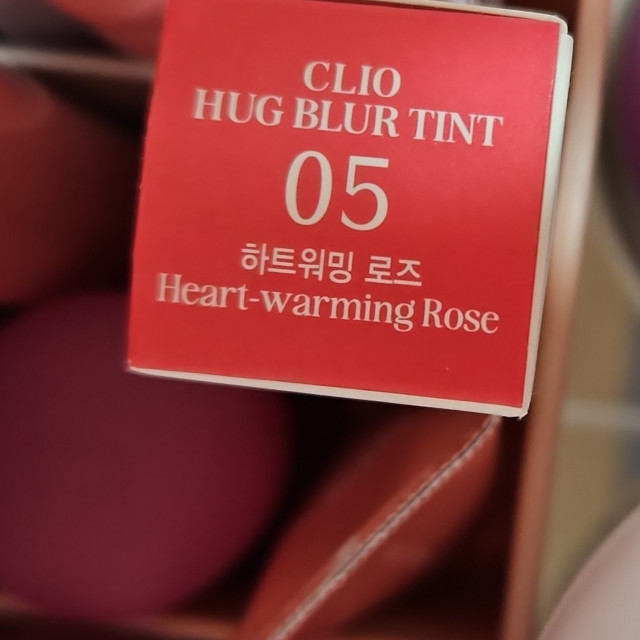 CLIO
HUG BLUR TINT
05
하트워밍 로즈
Heart-warming Rose